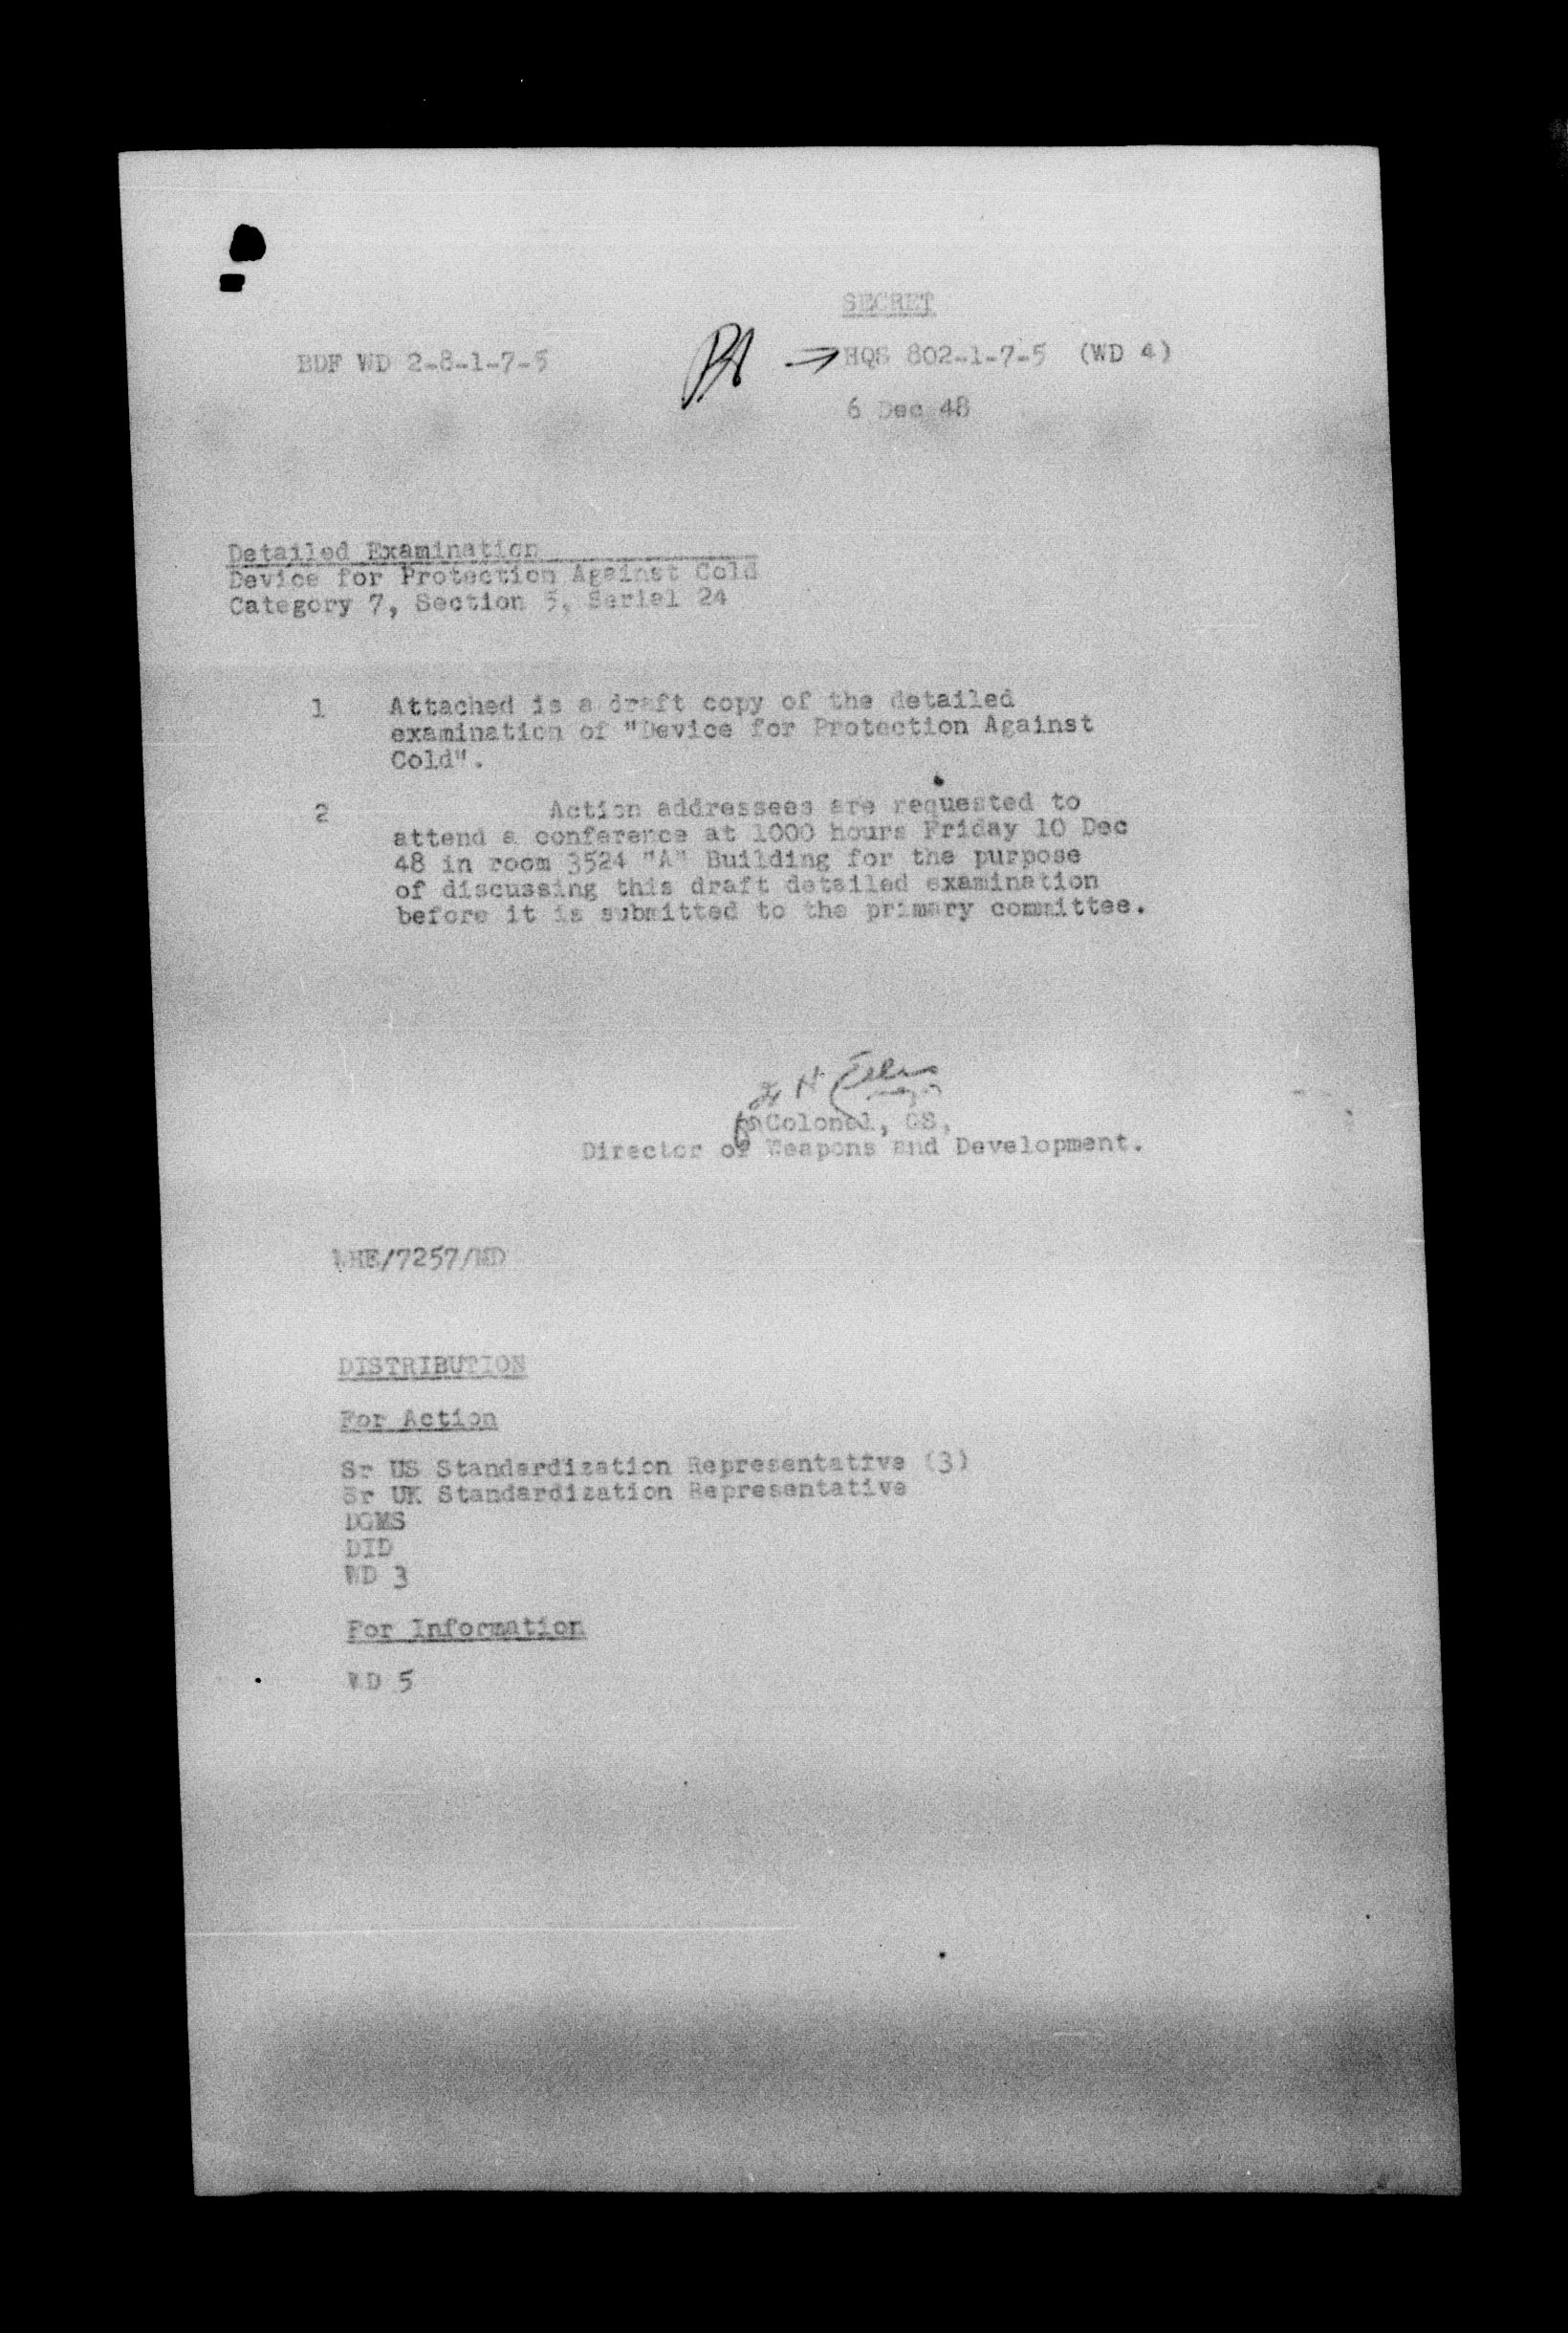 SECRET
BDF WD 2-8-1-7-5 HQS 802-1-7-5 (WD 4)
6 Dec 48
Detailed Examination
Device for Protection Against Cold
Category 7, Section 5, Serial 24
1 Attached is a draft copy of the detailed
examination of "Device for Protection Against
Cold".
2 Action addressees are requested to
attend a conference at 1000 hours Friday 10 Dec
48 in room 3524 "A" Building for the purpose
of discussing this draft detailed examination
before it is submitted to the primary committee.
Colonel, GS,
Director of Weapons and Development.
WHE/7257/MD
DISTRIBUTION
For Action
Sr US Standardization Representative (3)
Sr UK Standardization Representative
DGMS
DID
WD 3
For Information
WD 5